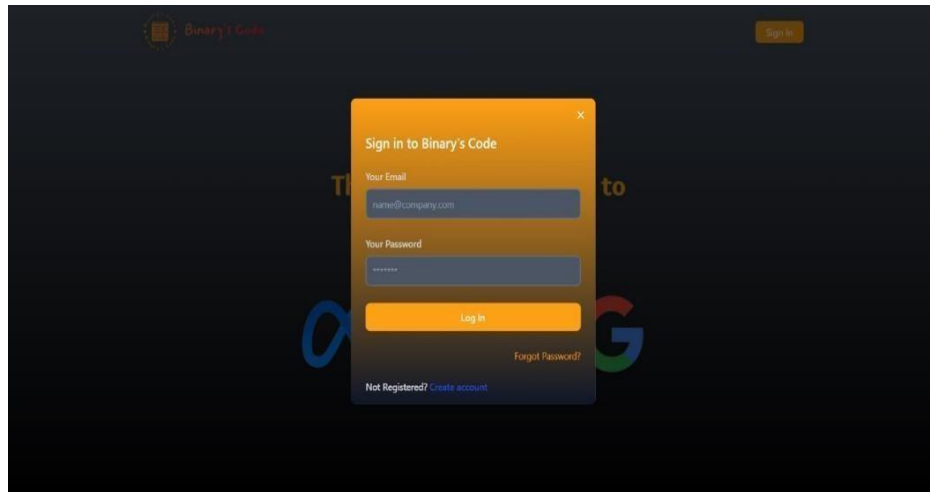 Binary's Code
Sign In
×
Sign in to Binary's Code
Your Email
to
name@company.com
Your Password
•••••••
Log In
Forgot Password?
Not Registered? Create account